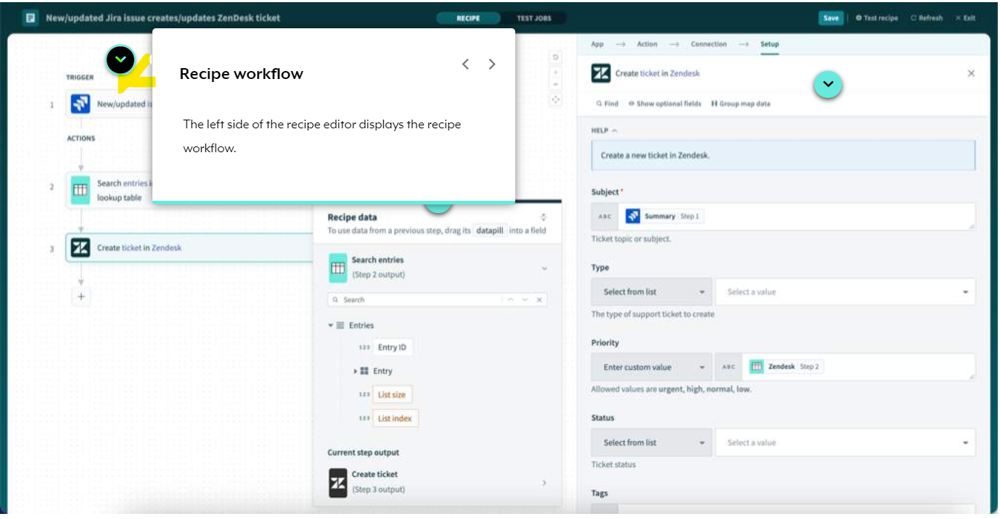 New/updated Jira issue creates/updates ZenDesk ticket
RECIPE
TEST JOBS
Save
Test recipe
Refresh
Exit
TRIGGER
1
New/updated is
ACTIONS
2
Search entries in
lookup table
3
Create ticket in Zendesk
+
Recipe workflow
The left side of the recipe editor displays the recipe
workflow.
Recipe data
To use data from a previous step, drag its datapill into a field
Search entries
(Step 2 output)
Search
Entries
123 Entry ID
Entry
123 List size
123 List index
Current step output
Create ticket
(Step 3 output)
App → Action → Connection → Setup
Create ticket in Zendesk
Find
Show optional fields
Group map data
HELP
Create a new ticket in Zendesk.
Subject*
ABC Summary Step 1
Ticket topic or subject.
Type
Select from list
Select a value
The type of support ticket to create
Priority
Enter custom value
ABC Zendesk Step 2
Allowed values are urgent, high, normal, low.
Status
Select from list
Select a value
Ticket status
Tags